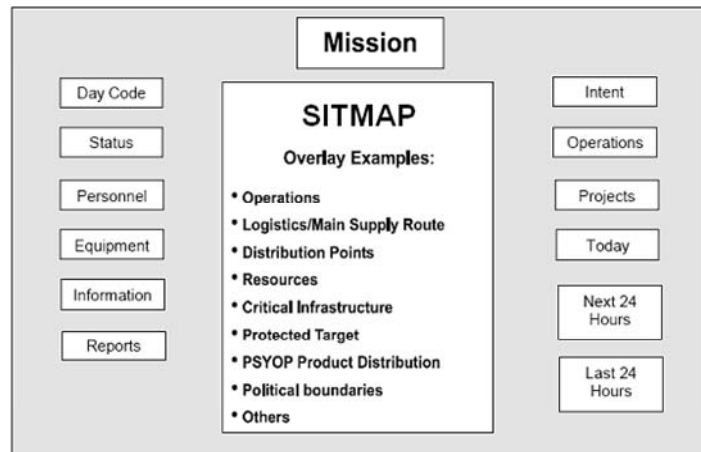 Mission
Day Code
Status
Personnel
Equipment
Information
Reports
SITMAP
Overlay Examples:
• Operations
• Logistics/Main Supply Route
• Distribution Points
• Resources
• Critical Infrastructure
• Protected Target
• PSYOP Product Distribution
• Political boundaries
• Others
Intent
Operations
Projects
Today
Next 24
Hours
Last 24
Hours